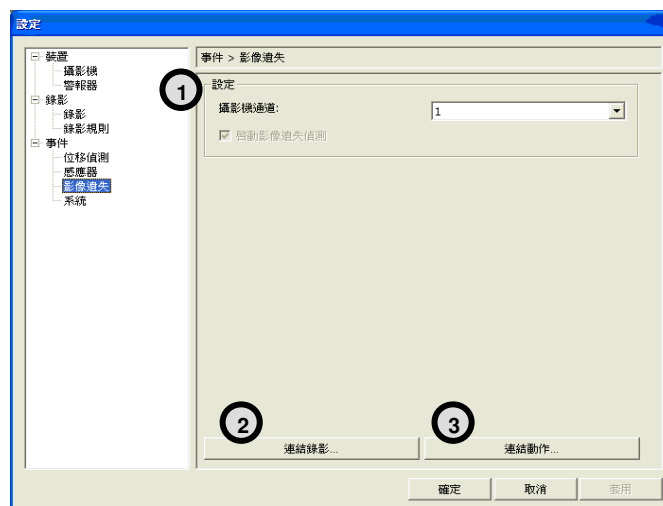 設定
裝置
攝影機
警報器
錄影
錄影
錄影規則
事件
位移偵測
感應器
影像遺失
系統
事件 > 影像遺失
1
設定
攝影機通道:
1
啓動影像遺失偵測
2
3
連結錄影...
連結動作...
確定
取消
套用